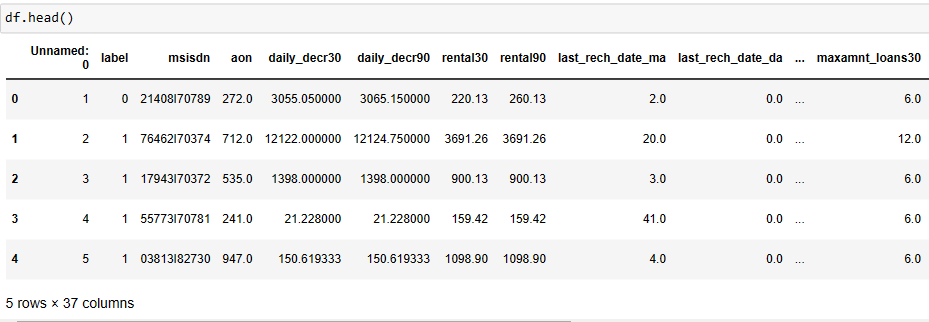 df.head()
Unnamed: 0 label msisdn aon daily_decr30 daily_decr90 rental30 rental90 last_rech_date_ma last_rech_date_da ... maxamnt_loans30
0 1 0 21408I70789 272.0 3055.050000 3065.150000 220.13 260.13 2.0 0.0 ... 6.0
1 2 1 76462I70374 712.0 12122.000000 12124.750000 3691.26 3691.26 20.0 0.0 ... 12.0
2 3 1 17943I70372 535.0 1398.000000 1398.000000 900.13 900.13 3.0 0.0 ... 6.0
3 4 1 55773I70781 241.0 21.228000 21.228000 159.42 159.42 41.0 0.0 ... 6.0
4 5 1 03813I82730 947.0 150.619333 150.619333 1098.90 1098.90 4.0 0.0 ... 6.0
5 rows × 37 columns